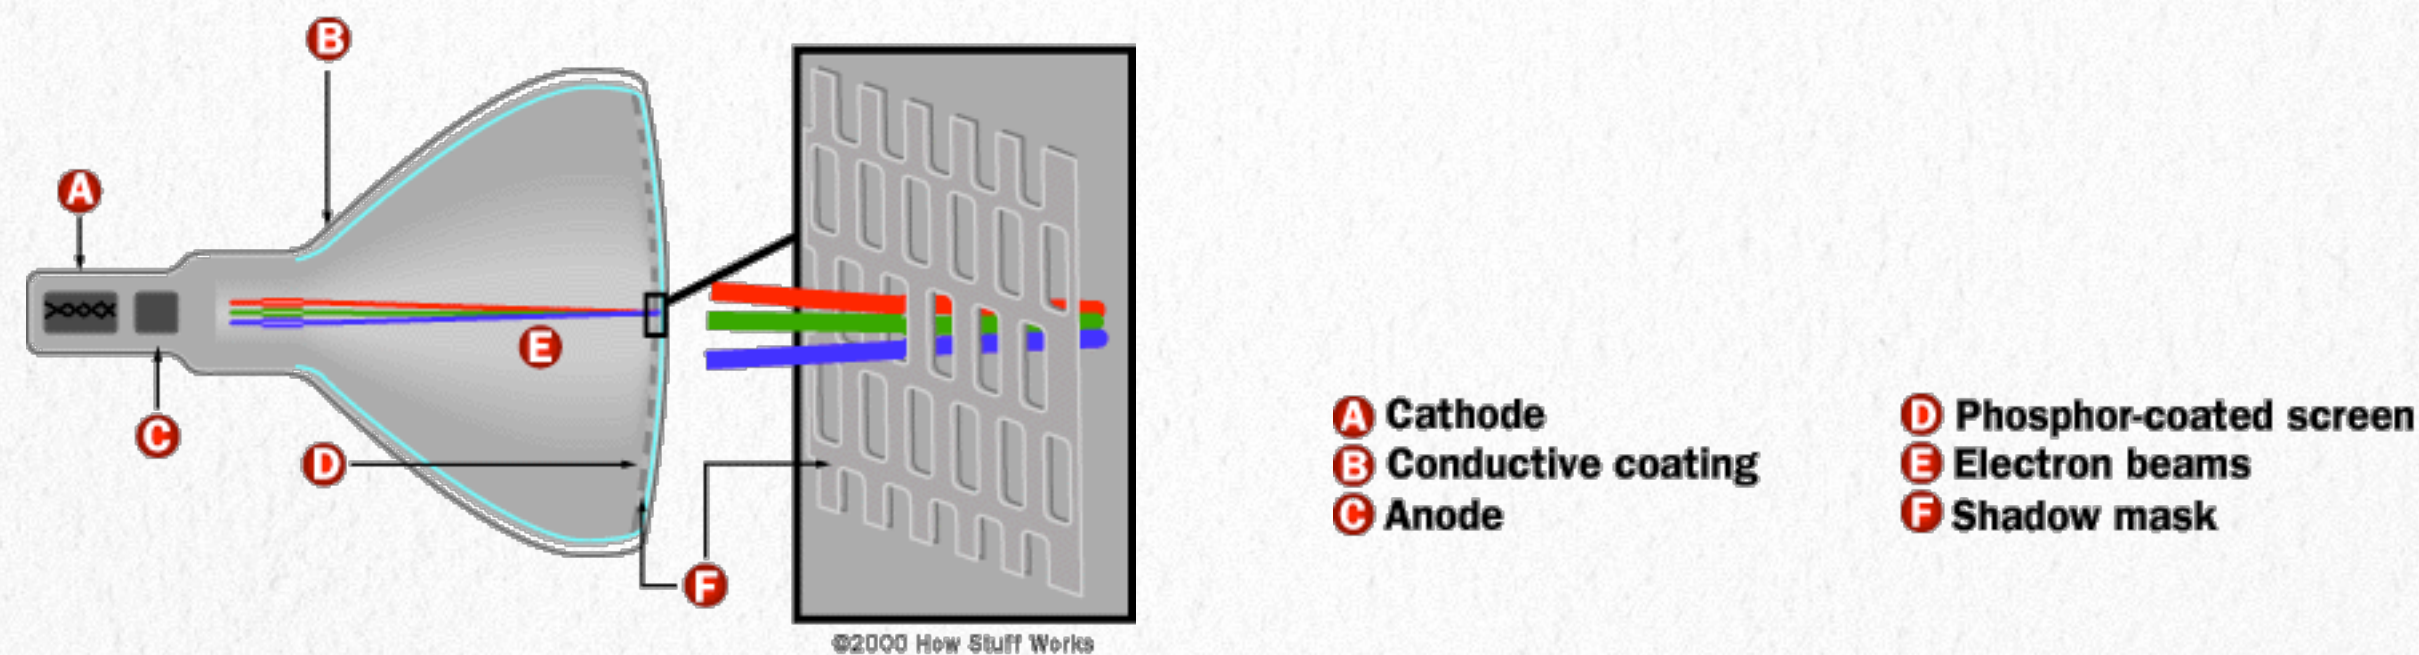 B
A
E
C
D
F
©2000 How Stuff Works
A Cathode
B Conductive coating
C Anode
D Phosphor-coated screen
E Electron beams
F Shadow mask